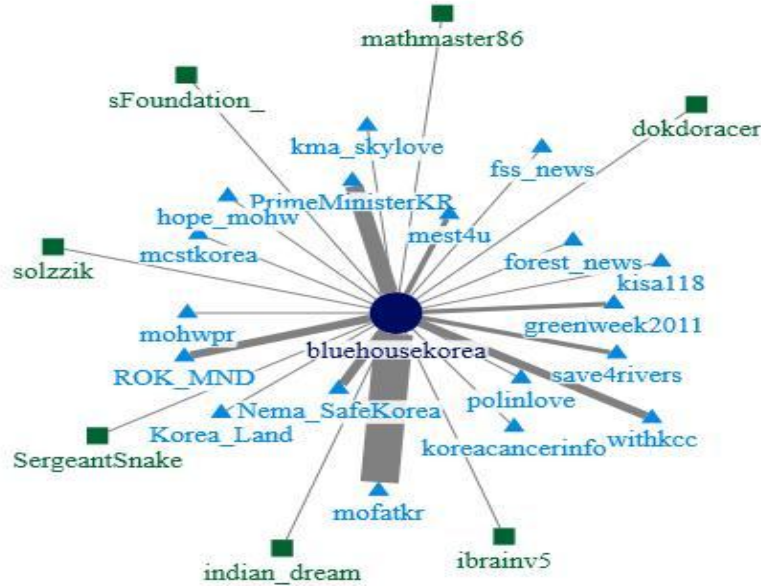 mathmaster86
sFoundation_
dokdoracer
kma_skylove
fss_news
PrimeMinisterKR
hope_mohw
mest4u
mcstkorea
forest_news
solzzik
kisa118
mohwpr
greenweek2011
bluehousekorea
ROK_MND
save4rivers
polinlove
Nema_SafeKorea
Korea_Land
withkcc
koreacancerinfo
SergeantSnake
mofatkr
ibrainv5
indian_dream